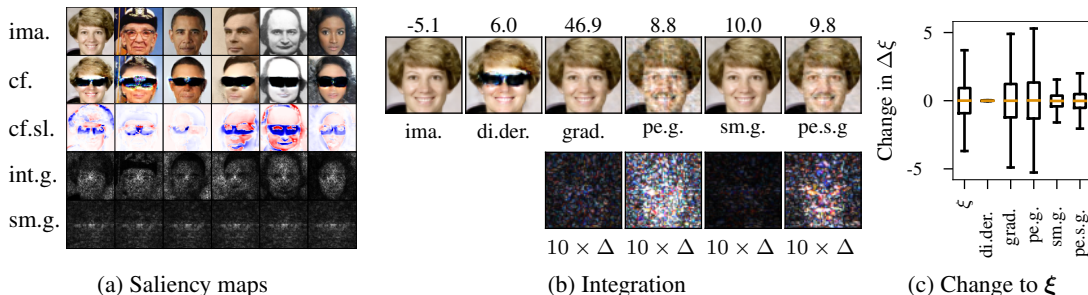 ima.
cf.
cf.sl.
int.g.
sm.g.
(a) Saliency maps
-5.1 6.0 46.9 8.8 10.0 9.8
ima. di.der. grad. pe.g. sm.g. pe.s.g
10 × Δ 10 × Δ 10 × Δ 10 × Δ
(b) Integration
Change in Δξ
5
0
-5
ξ di.der. grad. pe.g. sm.g. pe.s.g.
(c) Change to ξ